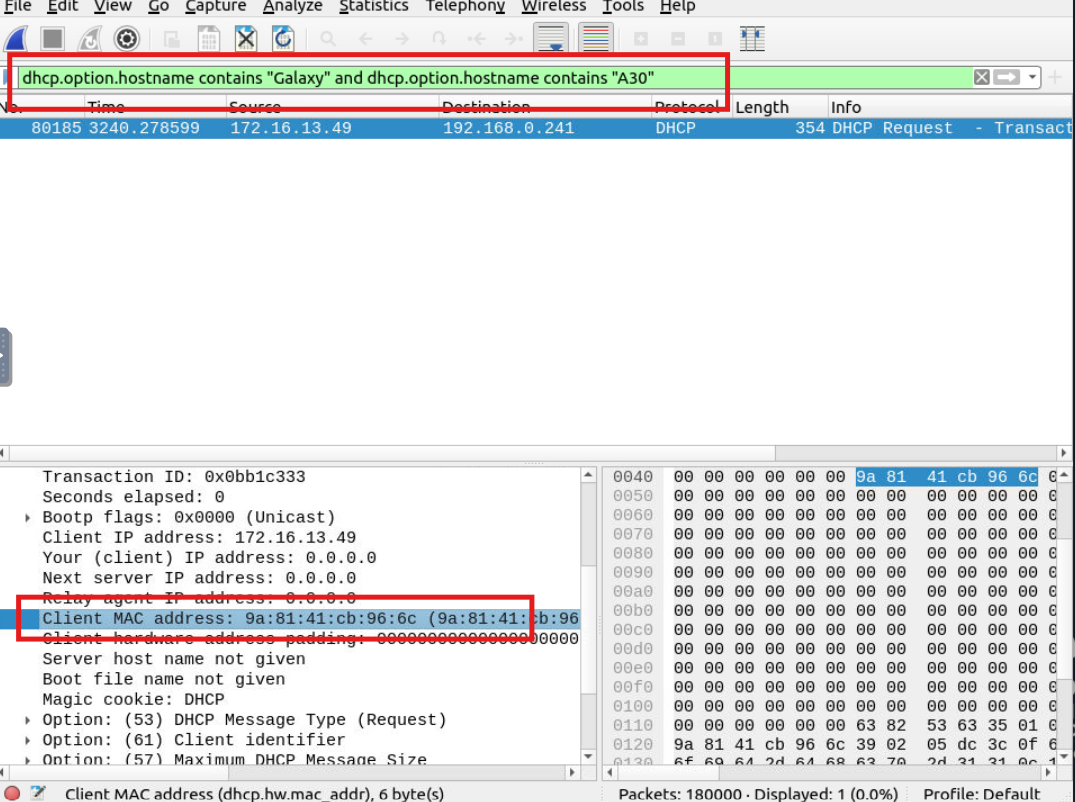 File Edit View Go Capture Analyze Statistics Telephony Wireless Tools Help
dhcp.option.hostname contains "Galaxy" and dhcp.option.hostname contains "A30"
No. Time Source Destination Protocol Length Info
80185 3240.278599 172.16.13.49 192.168.0.241 DHCP 354 DHCP Request - Transact
Transaction ID: 0x0bb1c333
Seconds elapsed: 0
Bootp flags: 0x0000 (Unicast)
Client IP address: 172.16.13.49
Your (client) IP address: 0.0.0.0
Next server IP address: 0.0.0.0
Relay agent IP address: 0.0.0.0
Client MAC address: 9a:81:41:cb:96:6c (9a:81:41:cb:96
Client hardware address padding: 00000000000000000000
Server host name not given
Boot file name not given
Magic cookie: DHCP
Option: (53) DHCP Message Type (Request)
Option: (61) Client identifier
Option: (57) Maximum DHCP Message Size
0040 00 00 00 00 00 00 9a 81 41 cb 96 6c 0
0050 00 00 00 00 00 00 00 00 00 00 00 00 0
0060 00 00 00 00 00 00 00 00 00 00 00 00 0
0070 00 00 00 00 00 00 00 00 00 00 00 00 0
0080 00 00 00 00 00 00 00 00 00 00 00 00 0
0090 00 00 00 00 00 00 00 00 00 00 00 00 0
00a0 00 00 00 00 00 00 00 00 00 00 00 00 0
00b0 00 00 00 00 00 00 00 00 00 00 00 00 0
00c0 00 00 00 00 00 00 00 00 00 00 00 00 0
00d0 00 00 00 00 00 00 00 00 00 00 00 00 0
00e0 00 00 00 00 00 00 00 00 00 00 00 00 0
00f0 00 00 00 00 00 00 00 00 00 00 00 00 0
0100 00 00 00 00 00 00 00 00 00 00 00 00 0
0110 00 00 00 00 00 00 63 82 53 63 35 01 0
0120 9a 81 41 cb 96 6c 39 02 05 dc 3c 0f 6
0130 6f 69 64 2d 64 68 63 70 2d 31 31 0c 1
Client MAC address (dhcp.hw.mac_addr), 6 byte(s) Packets: 180000 · Displayed: 1 (0.0%) Profile: Default